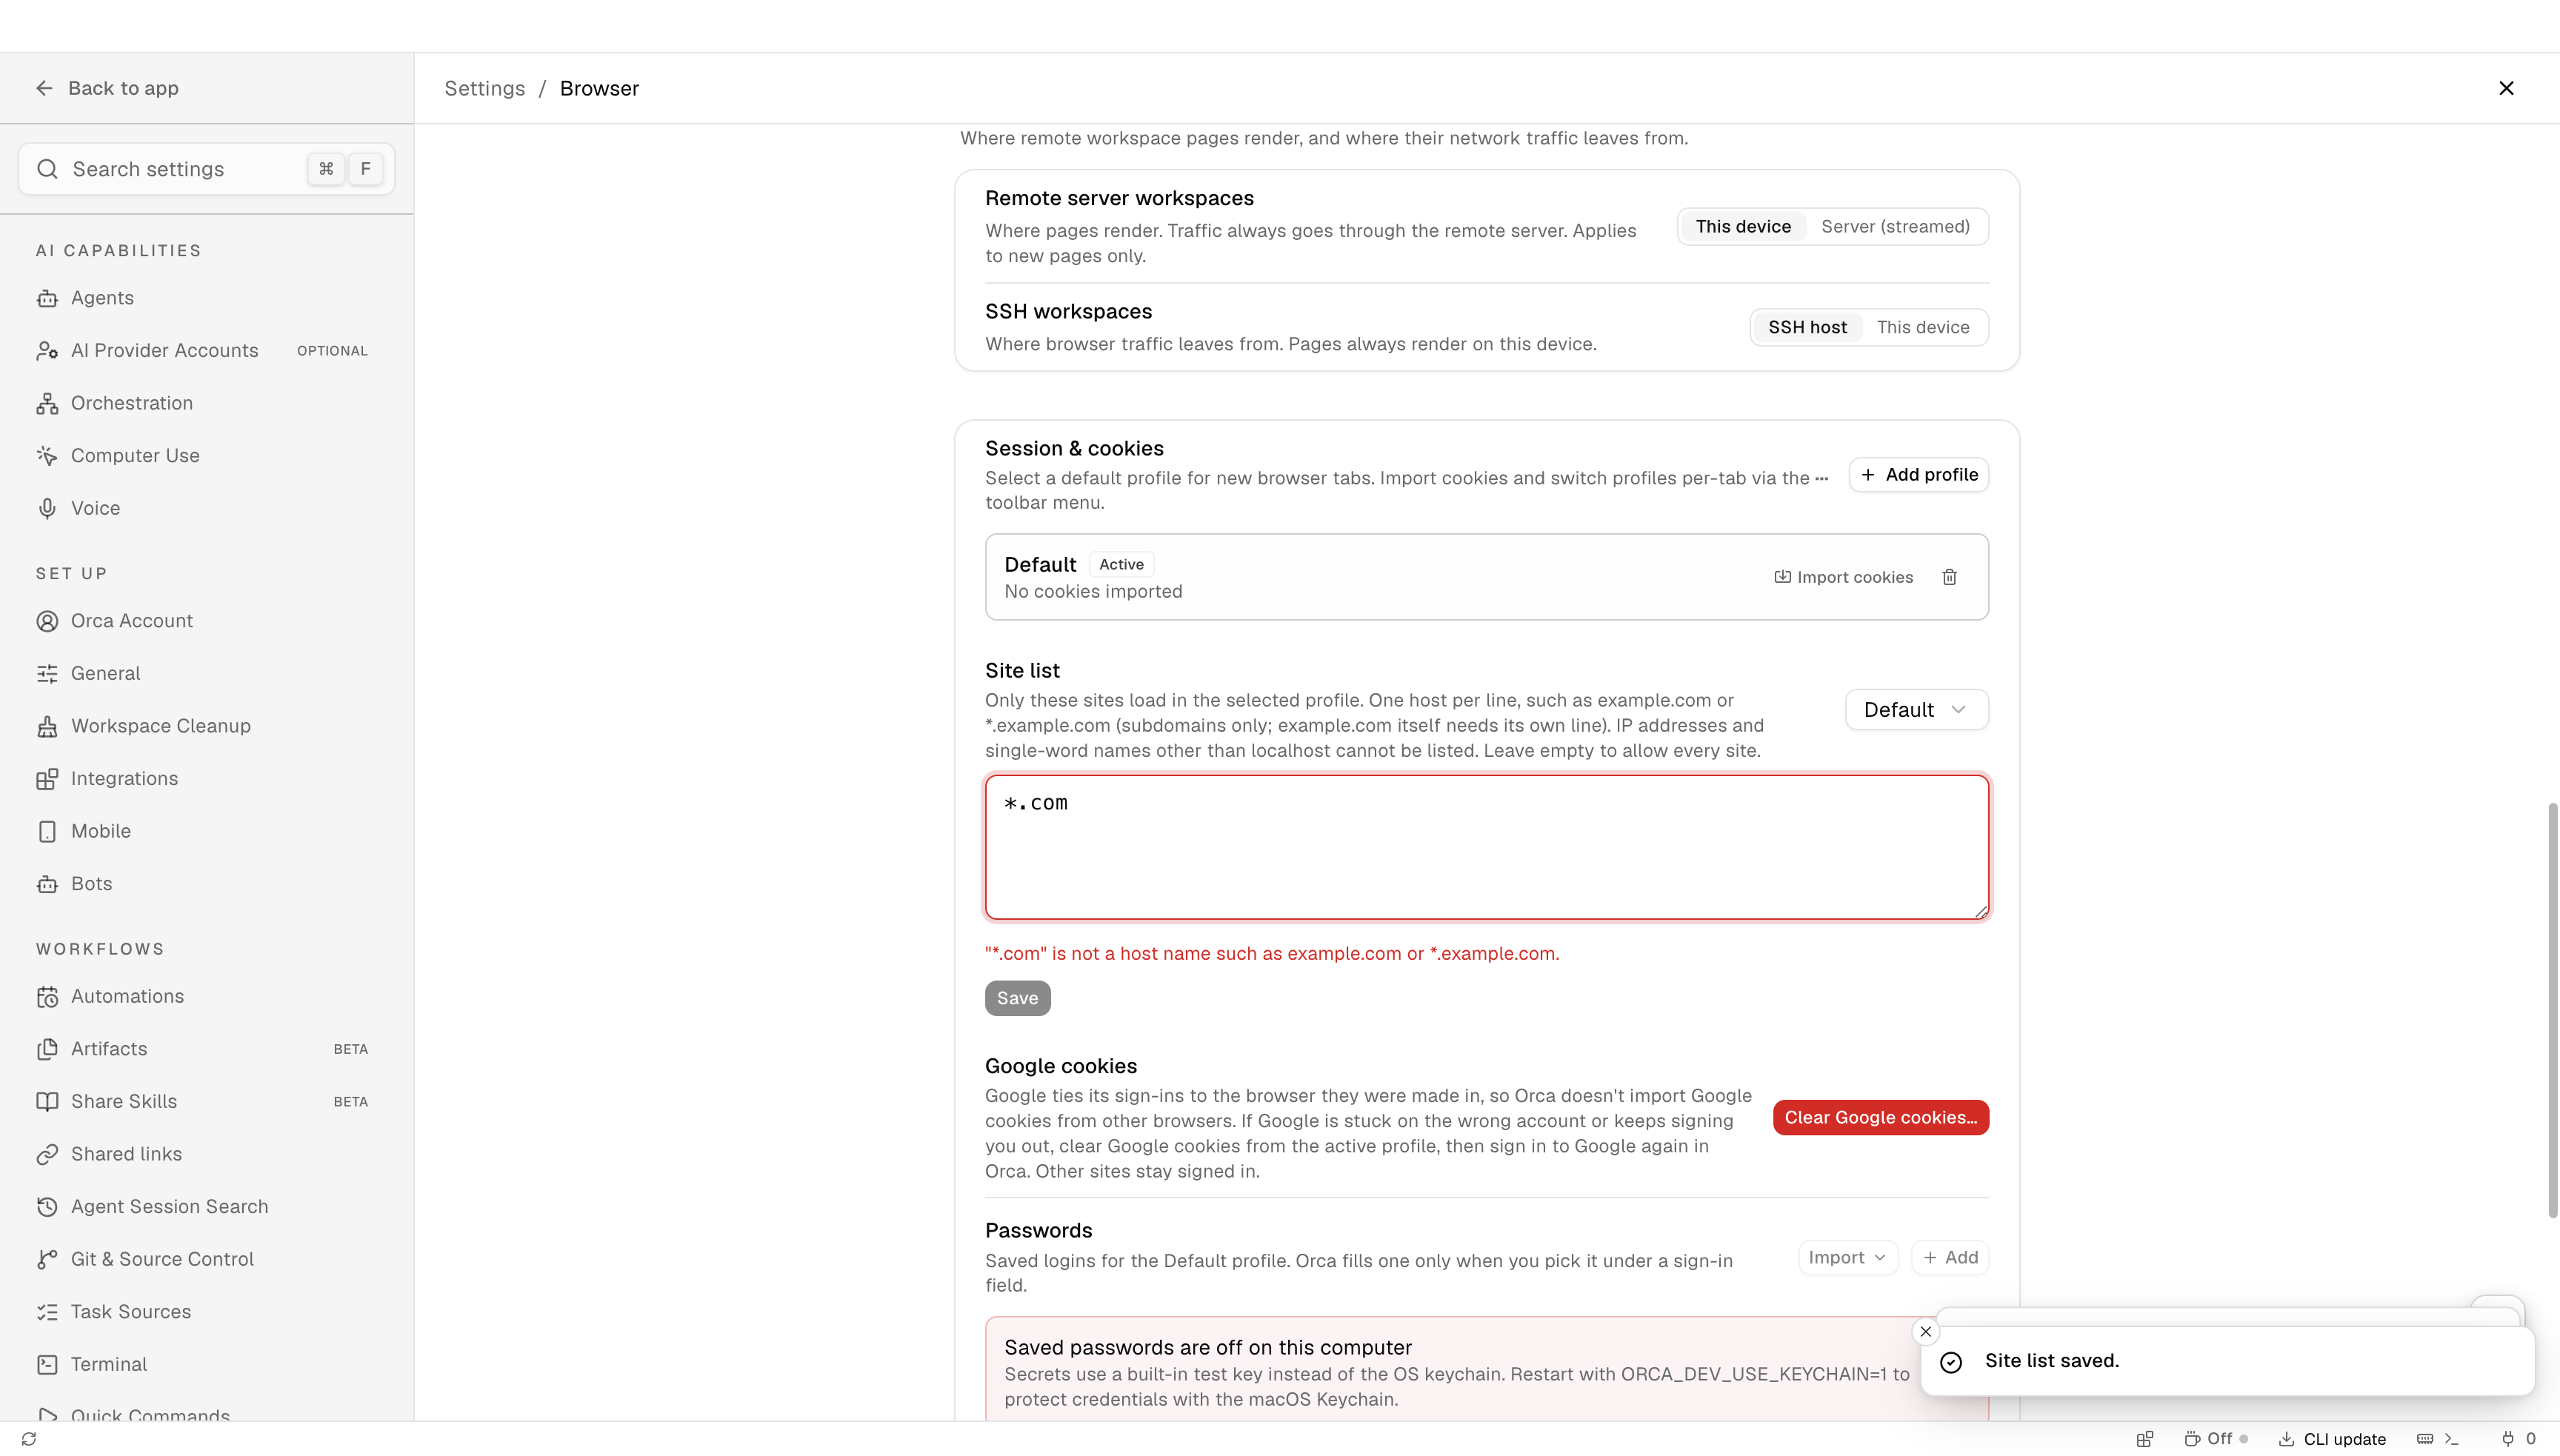 Back to app
Settings / Browser
Search settings
⌘ F
AI CAPABILITIES
Agents
AI Provider Accounts OPTIONAL
Orchestration
Computer Use
Voice
SET UP
Orca Account
General
Workspace Cleanup
Integrations
Mobile
Bots
WORKFLOWS
Automations
Artifacts BETA
Share Skills BETA
Shared links
Agent Session Search
Git & Source Control
Task Sources
Terminal
Quick Commands
Where remote workspace pages render, and where their network traffic leaves from.
Remote server workspaces
Where pages render. Traffic always goes through the remote server. Applies
to new pages only.
This device Server (streamed)
SSH workspaces
Where browser traffic leaves from. Pages always render on this device.
SSH host This device
Session & cookies
Select a default profile for new browser tabs. Import cookies and switch profiles per-tab via the ···
toolbar menu.
+ Add profile
Default Active
No cookies imported
Import cookies
Site list
Only these sites load in the selected profile. One host per line, such as example.com or
*.example.com (subdomains only; example.com itself needs its own line). IP addresses and
single-word names other than localhost cannot be listed. Leave empty to allow every site.
Default
*.com
"*.com" is not a host name such as example.com or *.example.com.
Save
Google cookies
Google ties its sign-ins to the browser they were made in, so Orca doesn't import Google
cookies from other browsers. If Google is stuck on the wrong account or keeps signing
you out, clear Google cookies from the active profile, then sign in to Google again in
Orca. Other sites stay signed in.
Clear Google cookies…
Passwords
Saved logins for the Default profile. Orca fills one only when you pick it under a sign-in
field.
Import
+ Add
Saved passwords are off on this computer
Secrets use a built-in test key instead of the OS keychain. Restart with ORCA_DEV_USE_KEYCHAIN=1 to
protect credentials with the macOS Keychain.
Site list saved.
Off
CLI update
0